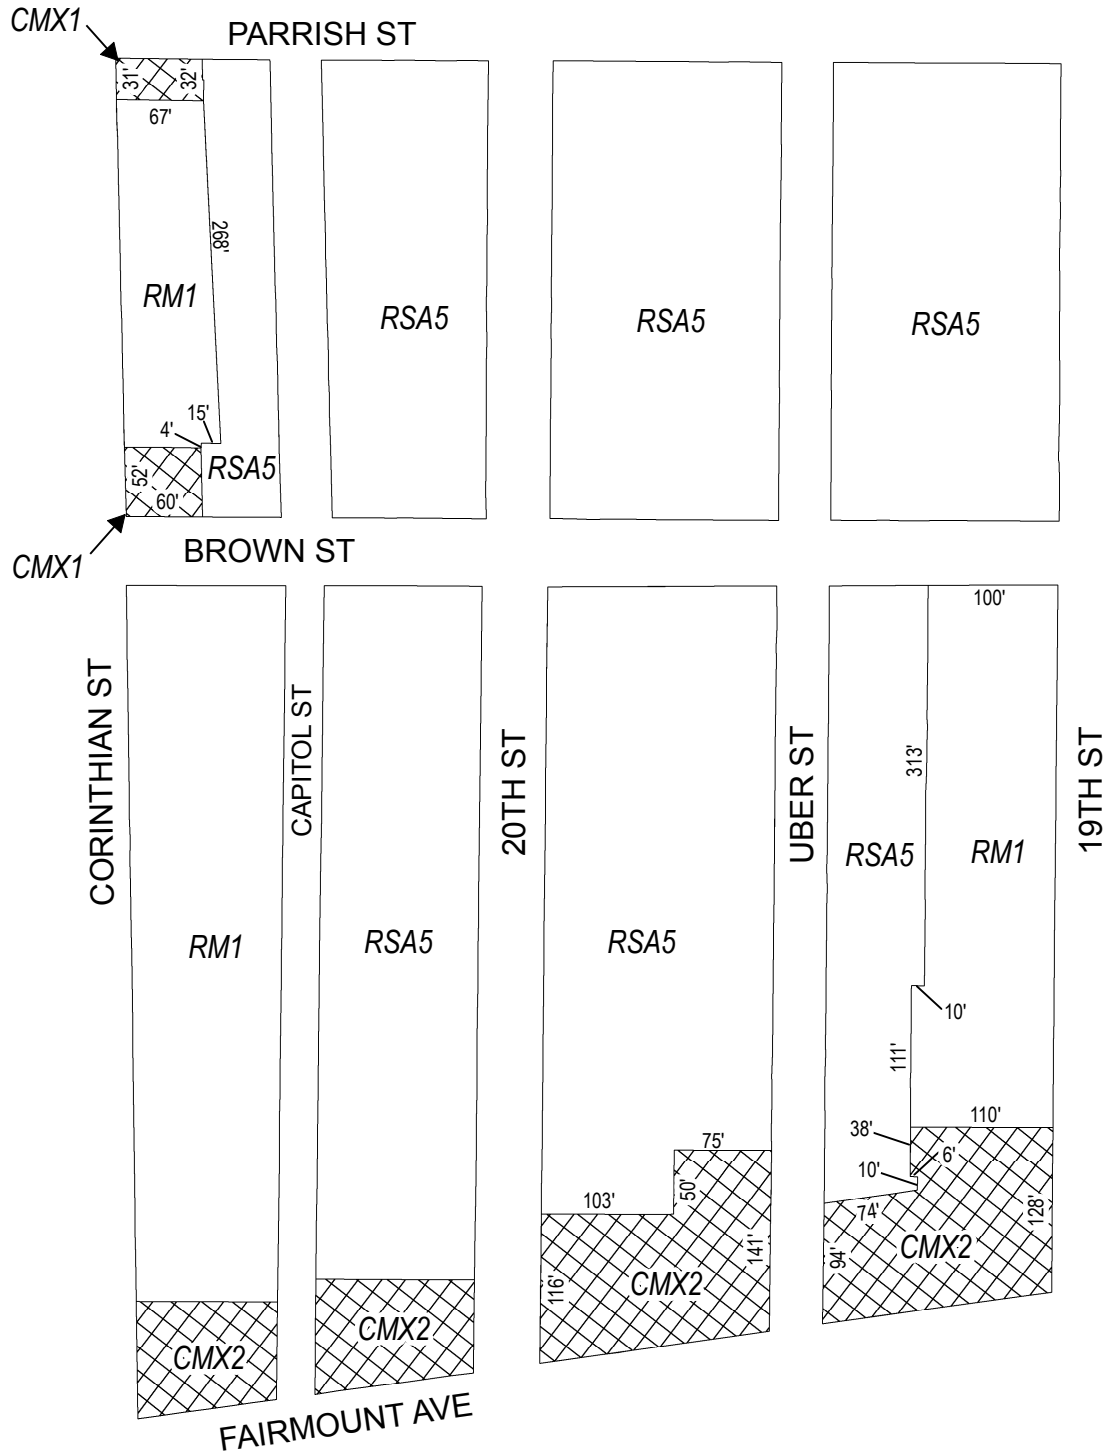 CMX1
PARRISH ST
31'
32'
67'
268'
RM1
RSA5
RSA5
RSA5
15'
4'
RSA5
52'
60'
CMX1
BROWN ST
100'
CORINTHIAN ST
CAPITOL ST
20TH ST
UBER ST
19TH ST
313'
RSA5
RM1
RM1
RSA5
RSA5
10'
111'
110'
38'
6'
10'
75'
50'
103'
74'
128'
94'
141'
116'
CMX2
CMX2
CMX2
CMX2
FAIRMOUNT AVE